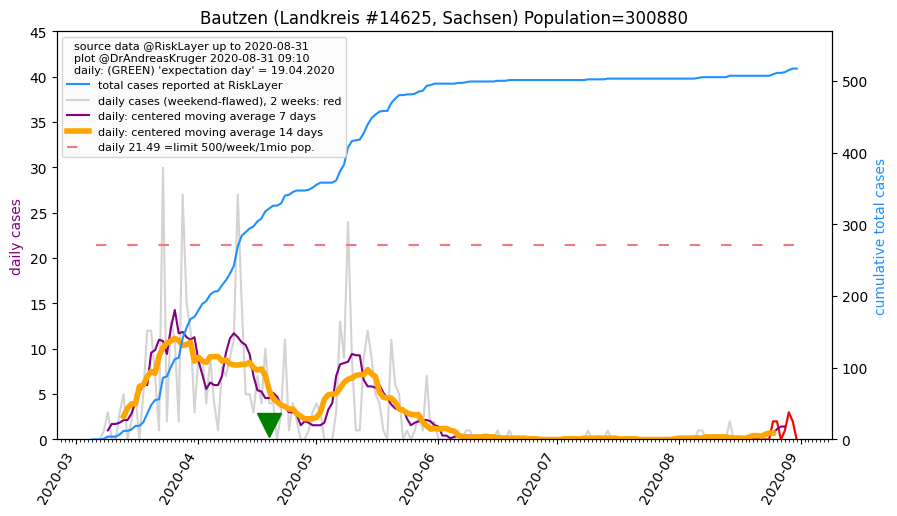 Bautzen (Landkreis #14625, Sachsen) Population=300880
source data @RiskLayer up to 2020-08-31
plot @DrAndreasKruger 2020-08-31 09:10
daily: (GREEN) 'expectation day' = 19.04.2020
total cases reported at RiskLayer
daily cases (weekend-flawed), 2 weeks: red
daily: centered moving average 7 days
daily: centered moving average 14 days
daily 21.49 =limit 500/week/1mio pop.
daily cases
45
40
35
30
25
20
15
10
5
0
500
400
300
200
100
0
cumulative total cases
2020-03
2020-04
2020-05
2020-06
2020-07
2020-08
2020-09